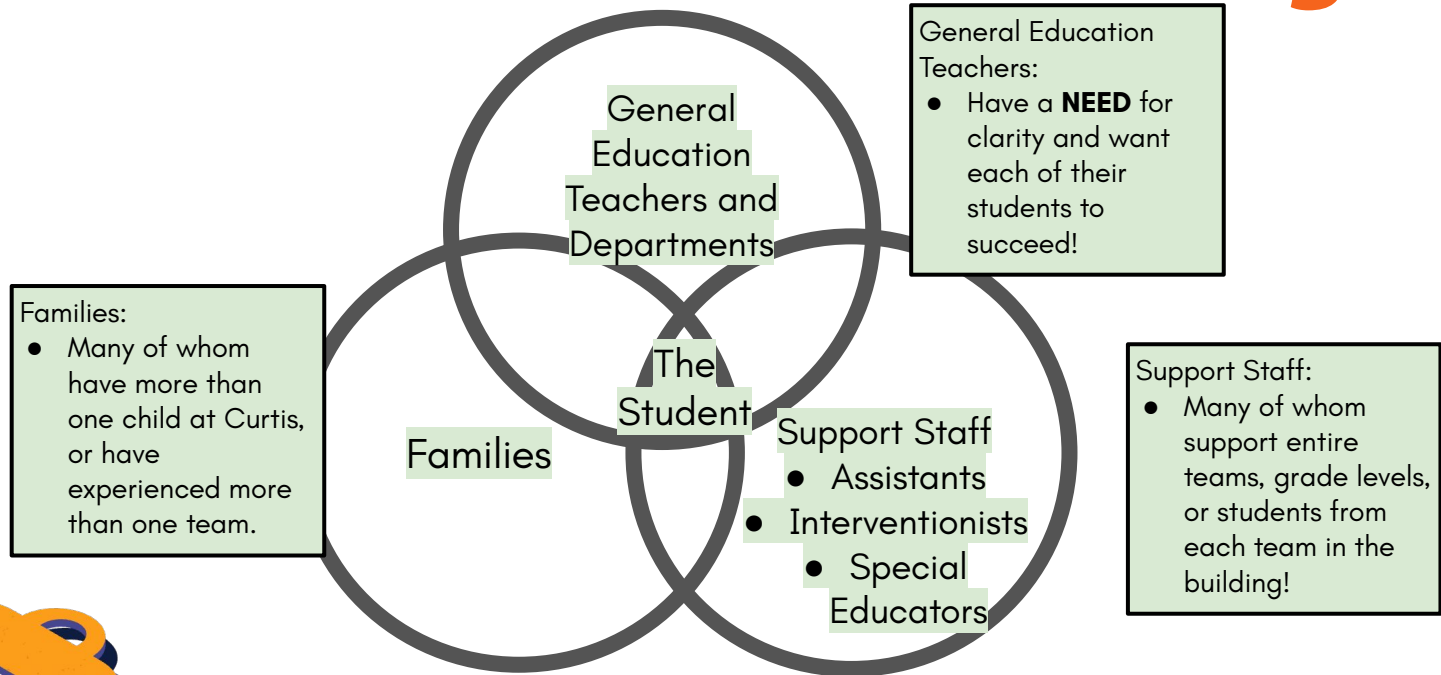 General
Education
Teachers and
Departments
General Education
Teachers:
● Have a NEED for
clarity and want
each of their
students to
succeed!
Families:
● Many of whom
have more than
one child at Curtis,
or have
experienced more
than one team.
The
Student
Families
Support Staff
● Assistants
● Interventionists
● Special
Educators
Support Staff:
● Many of whom
support entire
teams, grade levels,
or students from
each team in the
building!